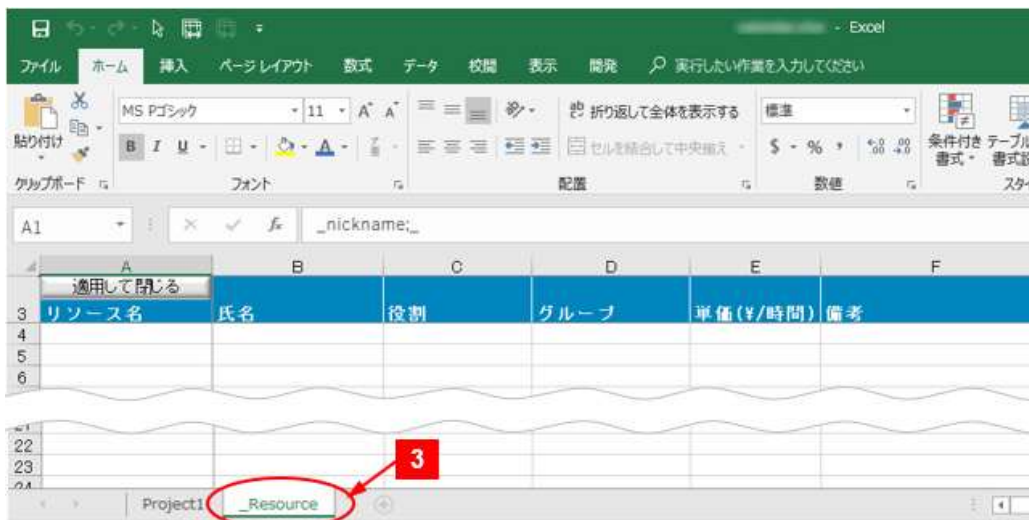 - Excel
ファイル ホーム 挿入 ページ レイアウト 数式 データ 校閲 表示 開発 実行したい作業を入力してください
MS Pゴシック 11 A A ab 折り返して全体を表示する 標準
貼り付け B I U A セルを結合して中央揃え $ - % , 条件付き書式 テーブル
クリップボード フォント 配置 数値 スタ
A1 fx _nickname;_
A B C D E F
適用して閉じる
3 リソース名 氏名 役割 グループ 単価(¥/時間) 備考
4
5
6
22
23
24
3
Project1 _Resource